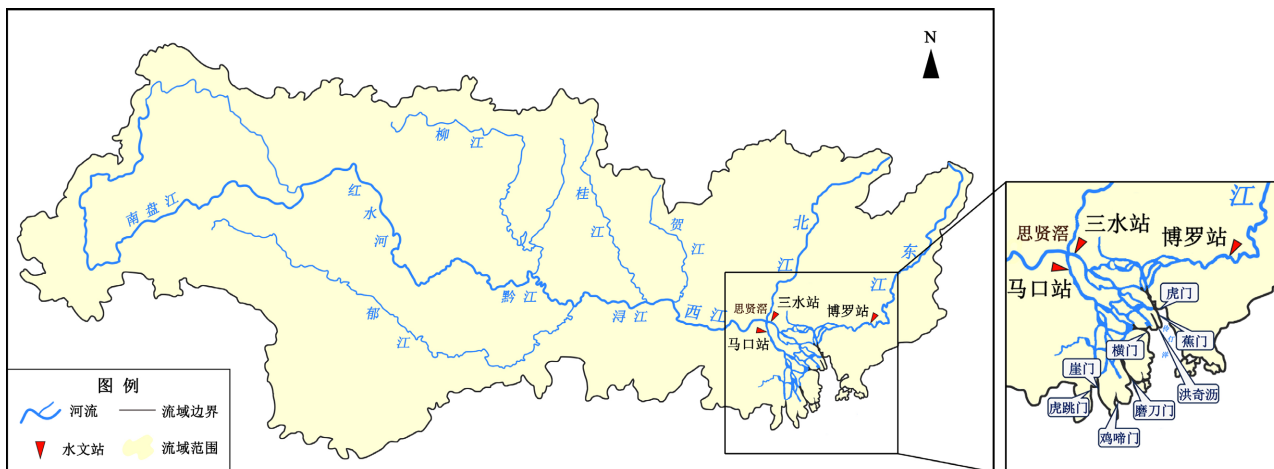 N
柳江
桂江
贺江
北江
东江
南盘江
红水河
黔江
浔江
西江
郁江
思贤滘
三水站
博罗站
马口站
图 例
河流
流域边界
水文站
流域范围
江
思贤滘
三水站
博罗站
马口站
虎门
蕉门
横门
洪奇沥
崖门
虎跳门
磨刀门
鸡啼门